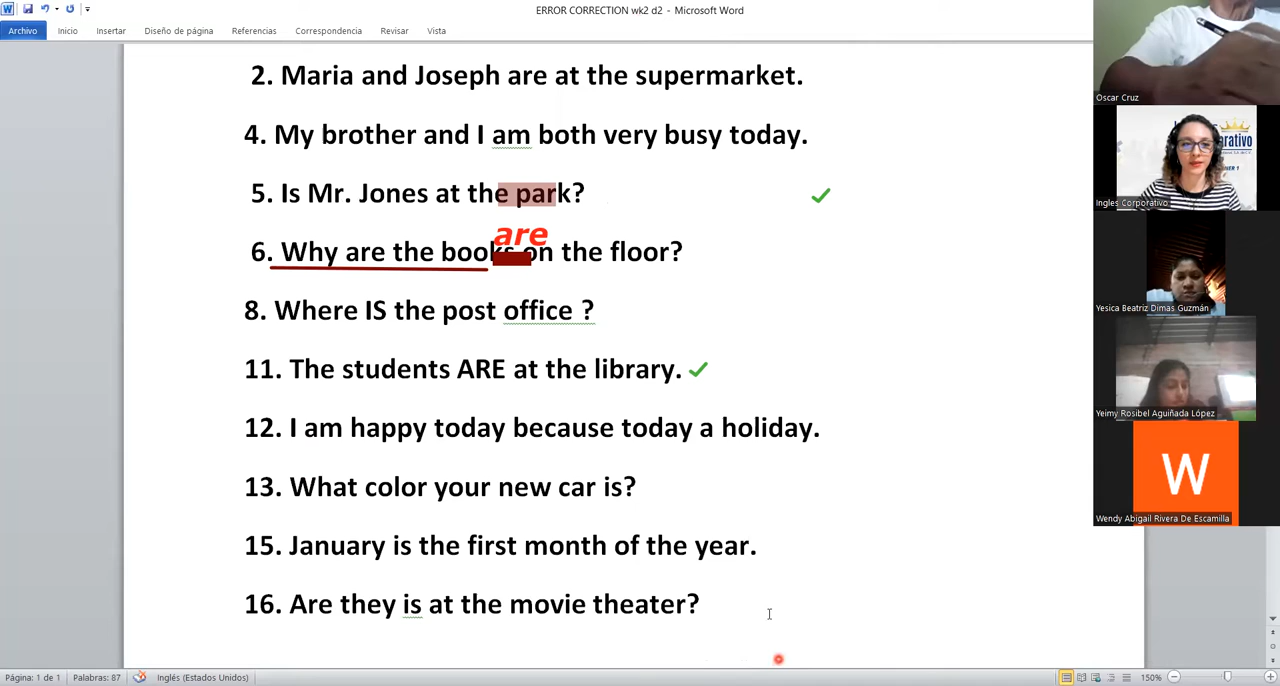 ERROR CORRECTION wk2 d2 - Microsoft Word
Archivo Inicio Insertar Diseño de página Referencias Correspondencia Revisar Vista
2. Maria and Joseph are at the supermarket.
4. My brother and I am both very busy today.
5. Is Mr. Jones at the park?
are
6. Why are the books on the floor?
8. Where IS the post office ?
11. The students ARE at the library.
12. I am happy today because today a holiday.
13. What color your new car is?
15. January is the first month of the year.
16. Are they is at the movie theater?
Oscar Cruz
Ingles Corporativo
Yesica Beatriz Dimas Guzmán
Yeimy Rosibel Aguiñada López
W
Wendy Abigail Rivera De Escamilla
Página: 1 de 1 Palabras: 87 Inglés (Estados Unidos) 150%